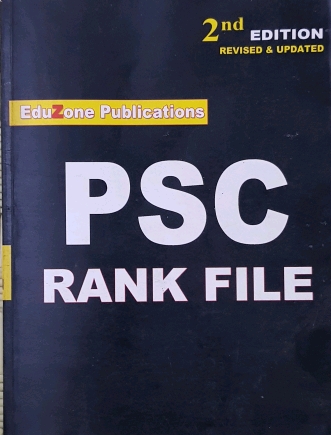 2nd EDITION
REVISED & UPDATED
EduZone Publications
PSC
RANK FILE